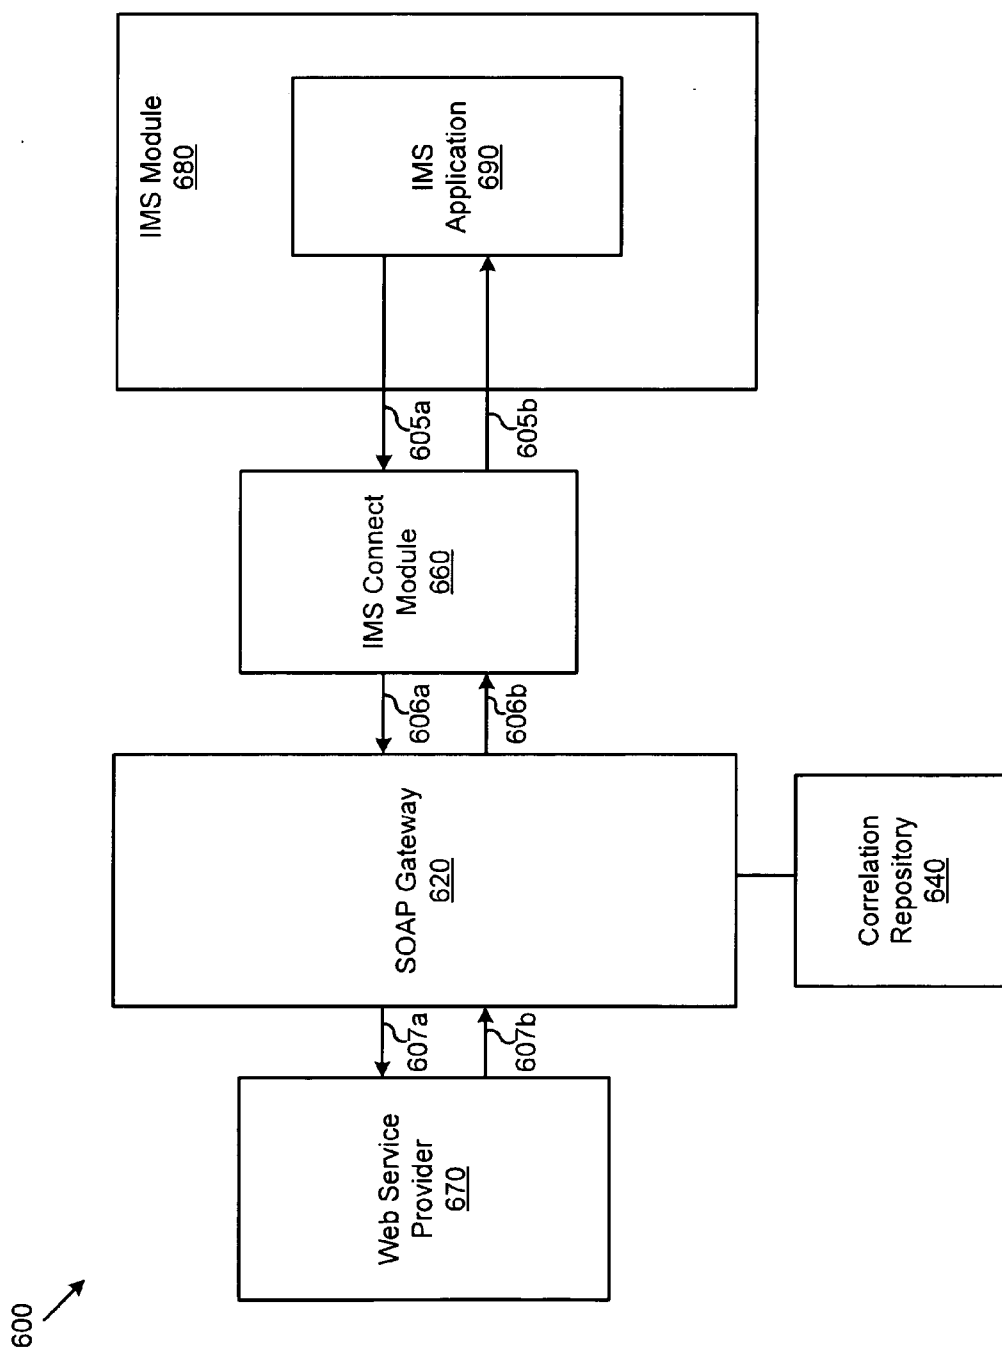 600
Web Service
Provider
670
607a
607b
SOAP Gateway
620
Correlation
Repository
640
606a
606b
IMS Connect
Module
660
605a
605b
IMS Module
680
IMS
Application
690